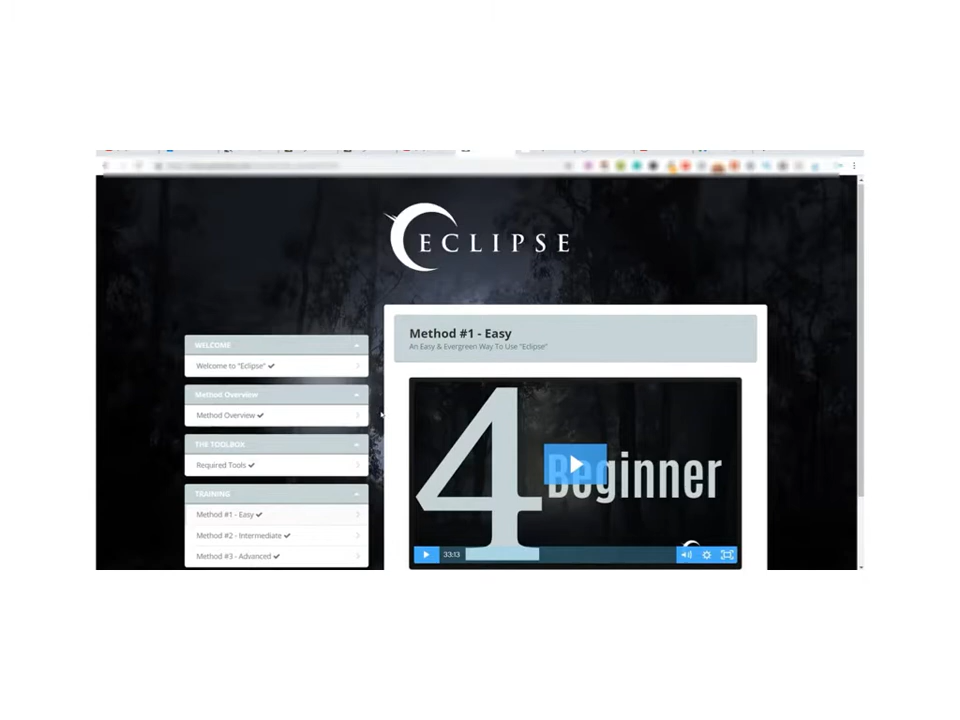 ECLIPSE
WELCOME
Welcome to "Eclipse"
Method Overview
Method Overview
THE TOOLBOX
Required Tools
TRAINING
Method #1 - Easy
Method #2 - Intermediate
Method #3 - Advanced
Method #1 - Easy
An Easy & Evergreen Way To Use "Eclipse"
4
Beginner
33:13